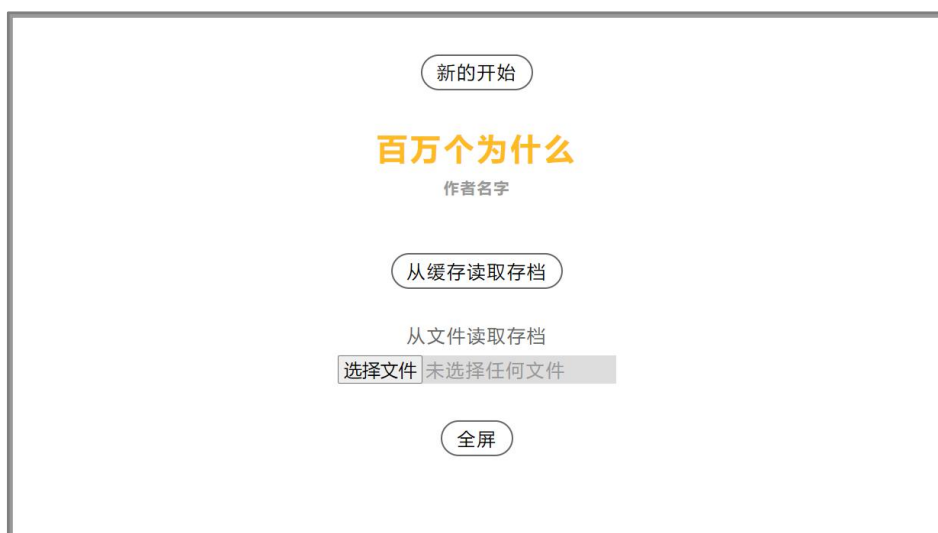 新的开始
百万个为什么
作者名字
从缓存读取存档
从文件读取存档
选择文件 未选择任何文件
全屏